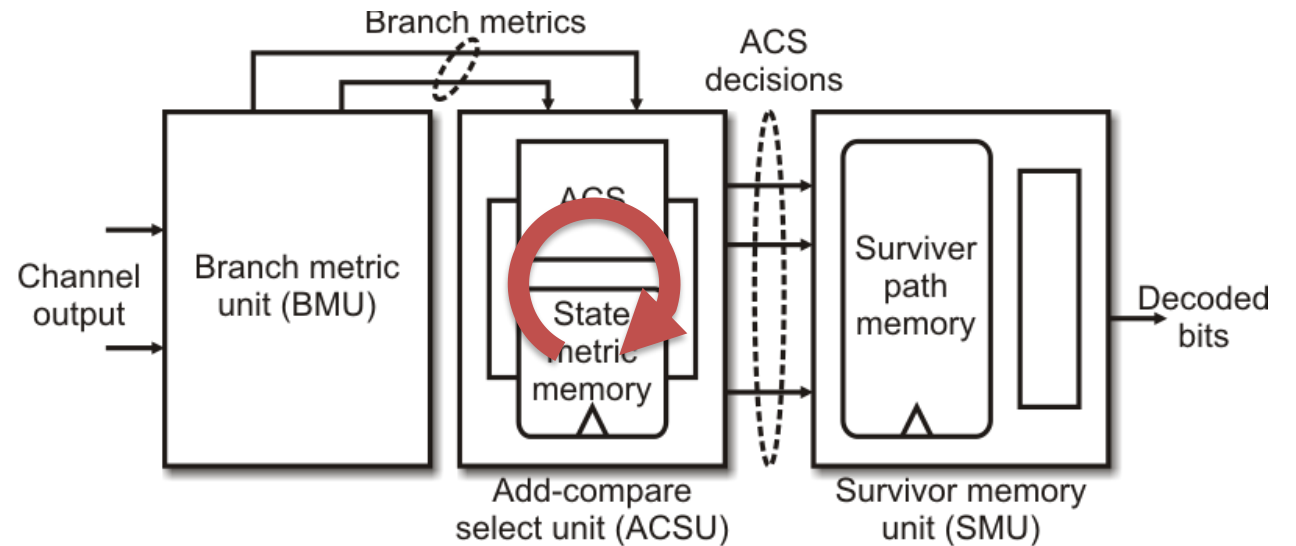 Branch metrics
ACS
decisions
Channel
output
Branch metric
unit (BMU)
ACS
State
metric
memory
Surviver
path
memory
Decoded
bits
Add-compare
select unit (ACSU)
Survivor memory
unit (SMU)